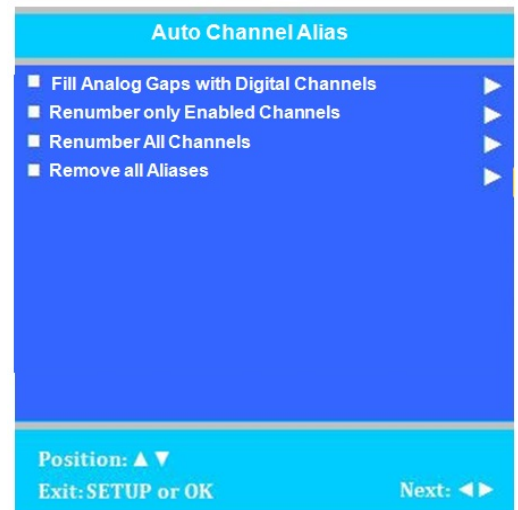 Auto Channel Alias
Fill Analog Gaps with Digital Channels
Renumber only Enabled Channels
Renumber All Channels
Remove all Aliases
Position: ▲ ▼
Exit: SETUP or OK Next: ◀ ▶